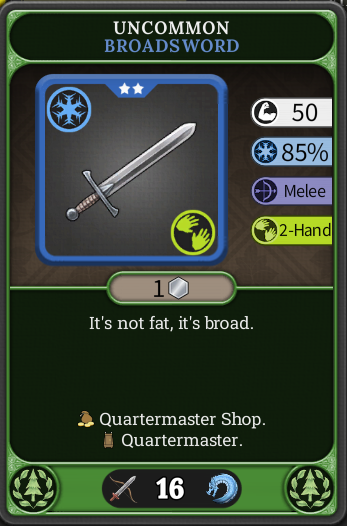 UNCOMMON
BROADSWORD
50
85%
Melee
2-Hand
1
It's not fat, it's broad.
Quartermaster Shop.
Quartermaster.
16